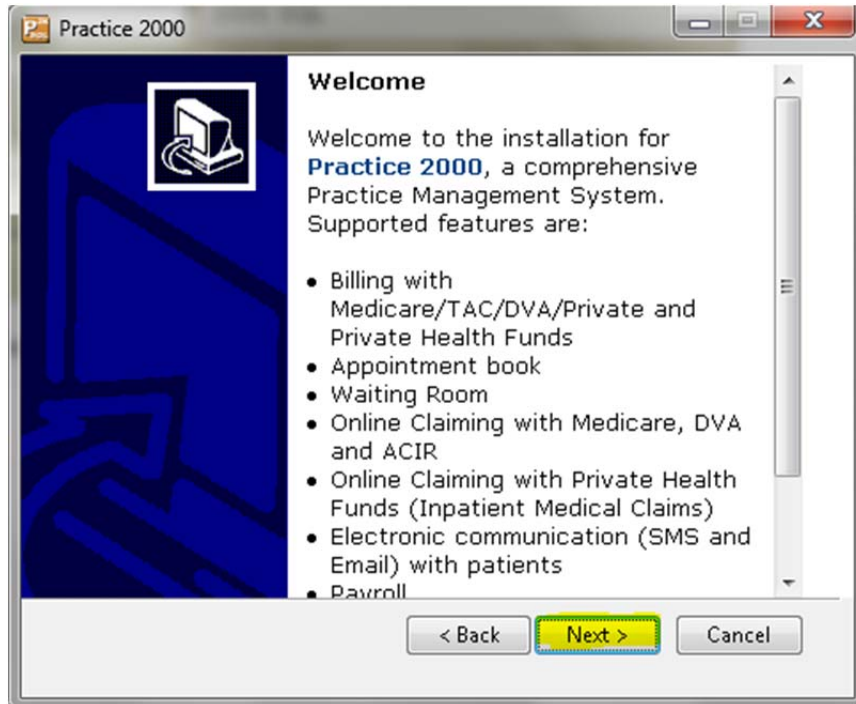 Practice 2000
Welcome
Welcome to the installation for
Practice 2000, a comprehensive
Practice Management System.
Supported features are:
• Billing with
Medicare/TAC/DVA/Private and
Private Health Funds
• Appointment book
• Waiting Room
• Online Claiming with Medicare, DVA
and ACIR
• Online Claiming with Private Health
Funds (Inpatient Medical Claims)
• Electronic communication (SMS and
Email) with patients
• Payroll
< Back Next > Cancel